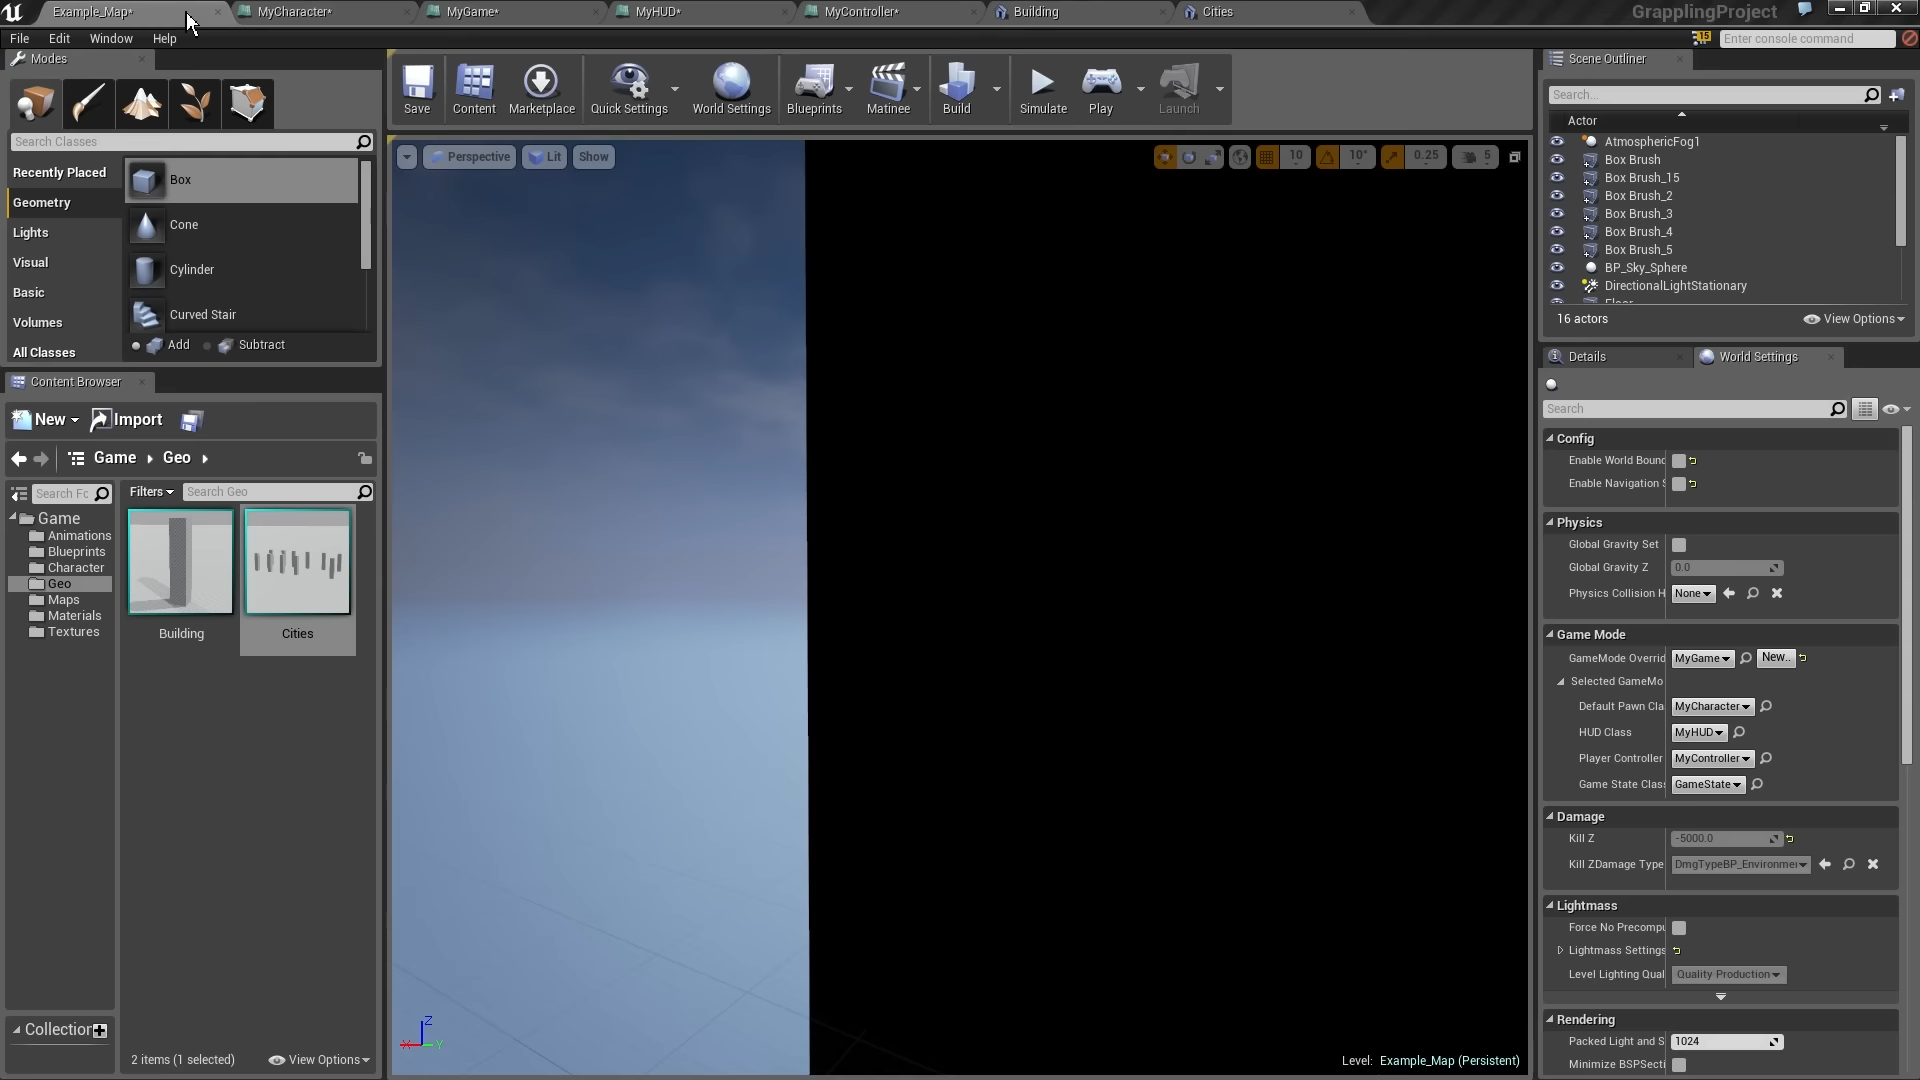 Example_Map*
MyCharacter*
MyGame*
MyHUD*
MyController*
Building
Cities
GrapplingProject
File
Edit
Window
Help
15
Enter console command
Modes
Search Classes
Recently Placed
Geometry
Lights
Visual
Basic
Volumes
All Classes
Box
Cone
Cylinder
Curved Stair
Add
Subtract
Save
Content
Marketplace
Quick Settings
World Settings
Blueprints
Matinee
Build
Simulate
Play
Launch
Perspective
Lit
Show
10
10°
0.25
5
Content Browser
New
Import
Game
Geo
Search Fc
Filters
Search Geo
Game
Animations
Blueprints
Character
Geo
Maps
Materials
Textures
Building
Cities
Collection
2 items (1 selected)
View Options
Z
X
Y
Level: Example_Map (Persistent)
Scene Outliner
Search...
Actor
AtmosphericFog1
Box Brush
Box Brush_15
Box Brush_2
Box Brush_3
Box Brush_4
Box Brush_5
BP_Sky_Sphere
DirectionalLightStationary
16 actors
View Options
Details
World Settings
Search
Config
Enable World Bound
Enable Navigation S
Physics
Global Gravity Set
Global Gravity Z 0.0
Physics Collision H None
Game Mode
GameMode Overrid MyGame New..
Selected GameMo
Default Pawn Cla MyCharacter
HUD Class MyHUD
Player Controller MyController
Game State Class GameState
Damage
Kill Z -5000.0
Kill ZDamage Type DmgTypeBP_Environmen
Lightmass
Force No Precompu
Lightmass Settings
Level Lighting Qual Quality Production
Rendering
Packed Light and S 1024
Minimize BSPSecti